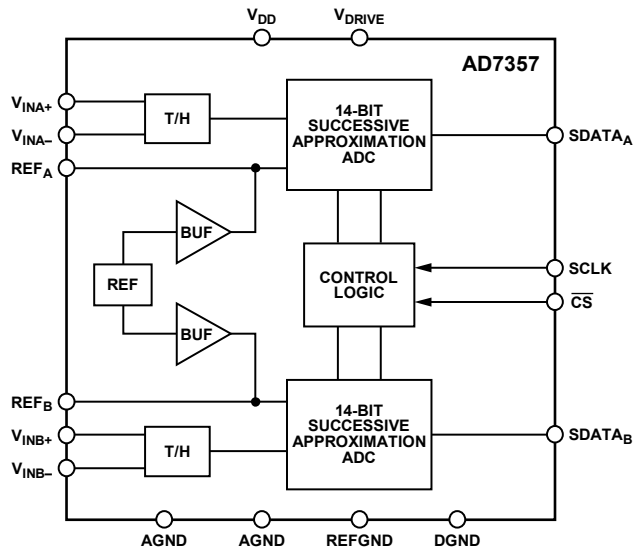 VDD
VDRIVE
AD7357
VINA+
VINA–
REFA
T/H
14-BIT
SUCCESSIVE
APPROXIMATION
ADC
SDATAA
BUF
REF
BUF
CONTROL
LOGIC
SCLK
CS
REFB
VINB+
VINB–
T/H
14-BIT
SUCCESSIVE
APPROXIMATION
ADC
SDATAB
AGND
AGND
REFGND
DGND